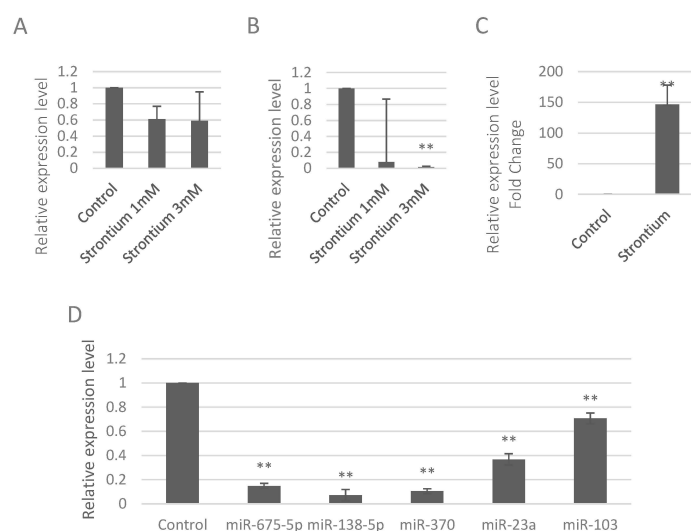 A
Relative expression level
1.2
1
0.8
0.6
0.4
0.2
0
Control
Strontium 1mM
Strontium 3mM
B
Relative expression level
1.2
1
0.8
0.6
0.4
0.2
0
**
Control
Strontium 1mM
Strontium 3mM
C
Relative expression level
Fold Change
200
150
100
50
0
**
Control
Strontium
D
Relative expression level
1.2
1
0.8
0.6
0.4
0.2
0
**
**
**
**
**
Control
miR-675-5p
miR-138-5p
miR-370
miR-23a
miR-103